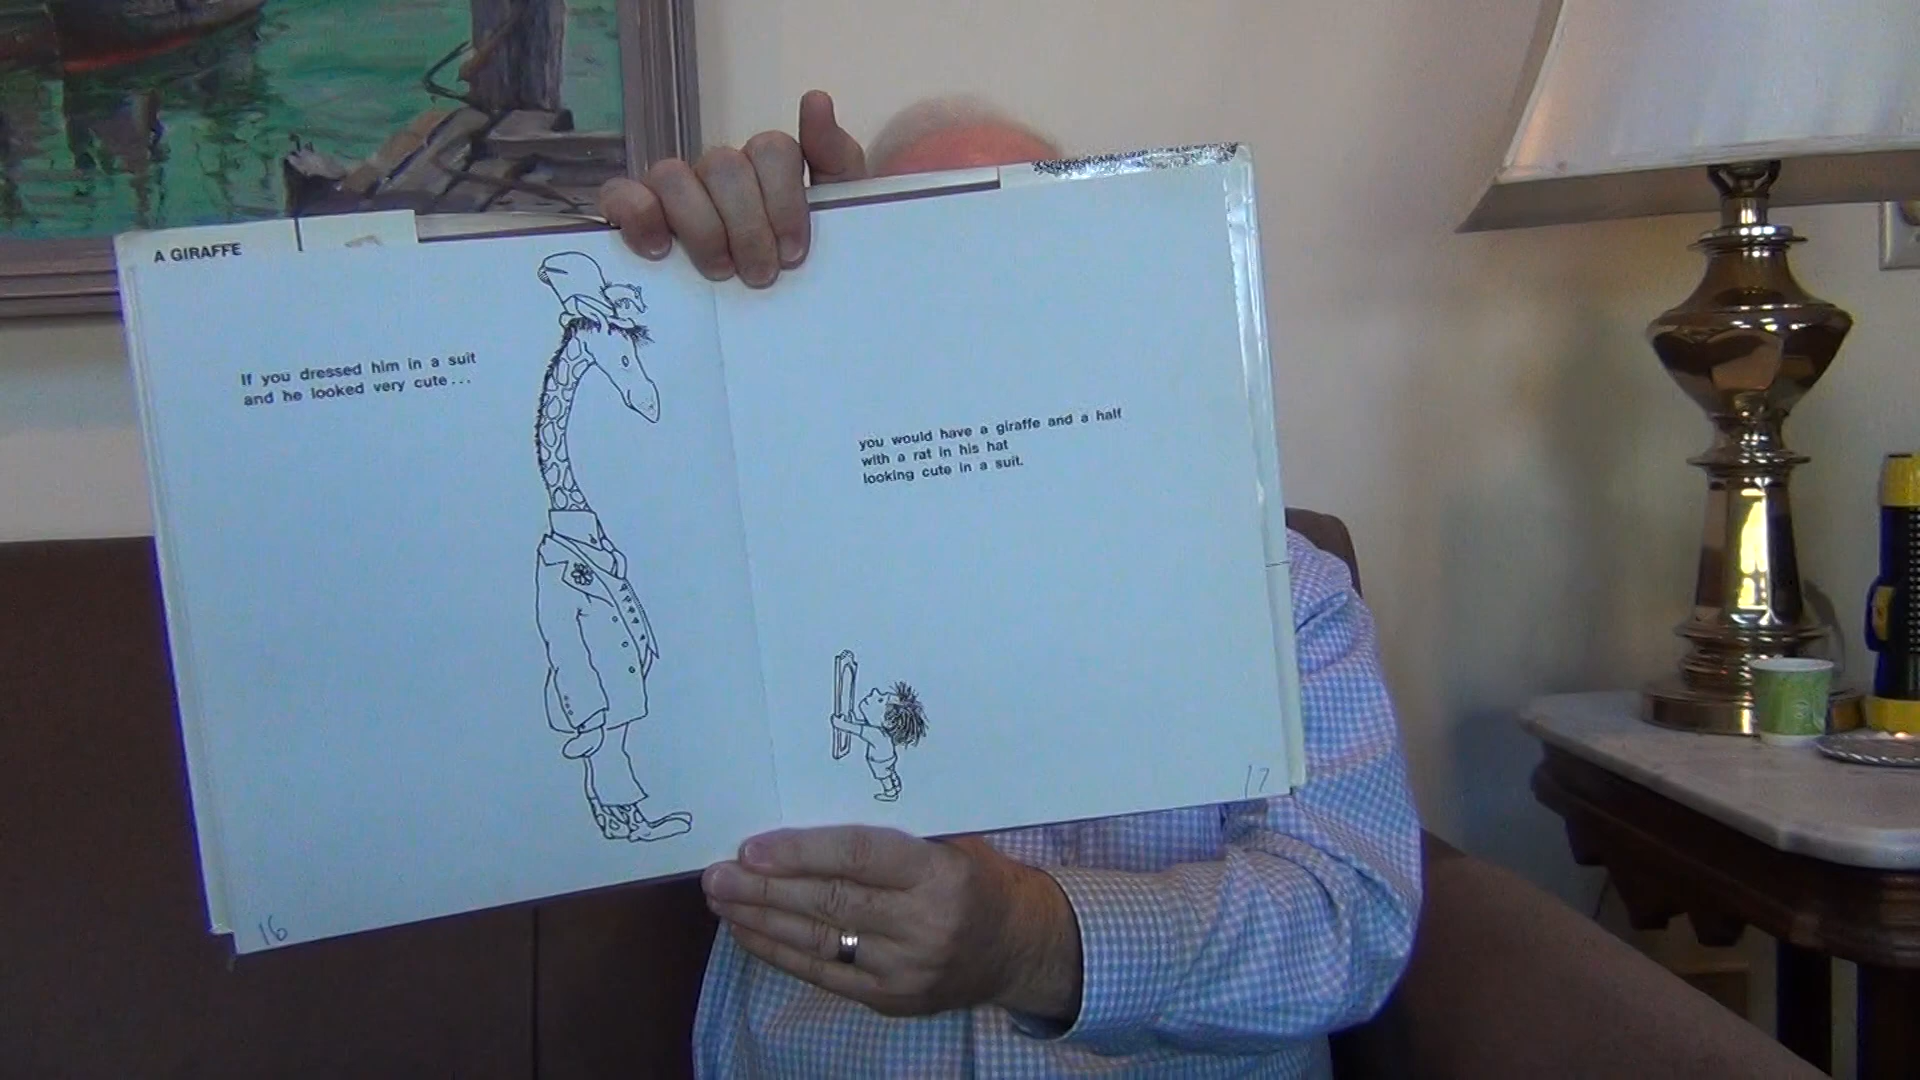 A GIRAFFE
If you dressed him in a suit
and he looked very cute...
you would have a giraffe and a half
with a rat in his hat
looking cute in a suit.
16
17